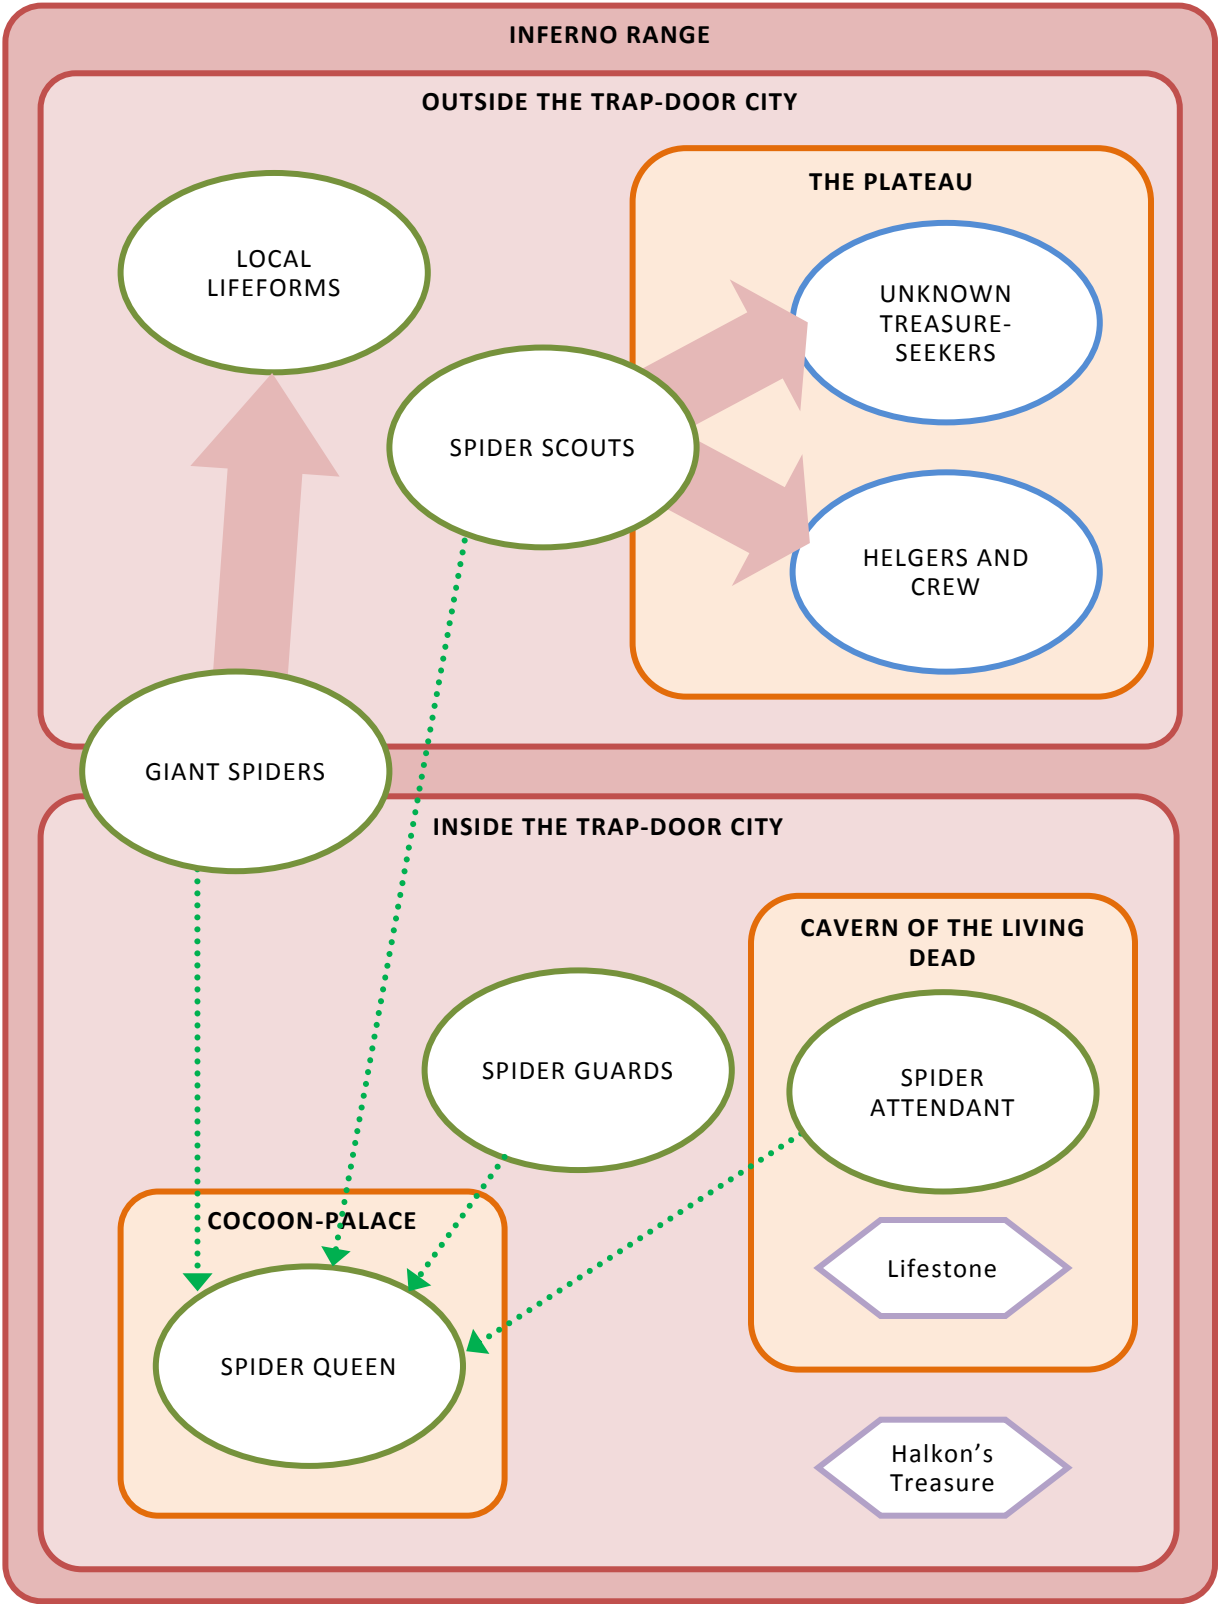 INFERNO RANGE
OUTSIDE THE TRAP-DOOR CITY
THE PLATEAU
LOCAL
LIFEFORMS
UNKNOWN
TREASURE-
SEEKERS
SPIDER SCOUTS
HELGERS AND
CREW
GIANT SPIDERS
INSIDE THE TRAP-DOOR CITY
CAVERN OF THE LIVING
DEAD
SPIDER GUARDS
SPIDER
ATTENDANT
COCOON-PALACE
Lifestone
SPIDER QUEEN
Halkon’s
Treasure